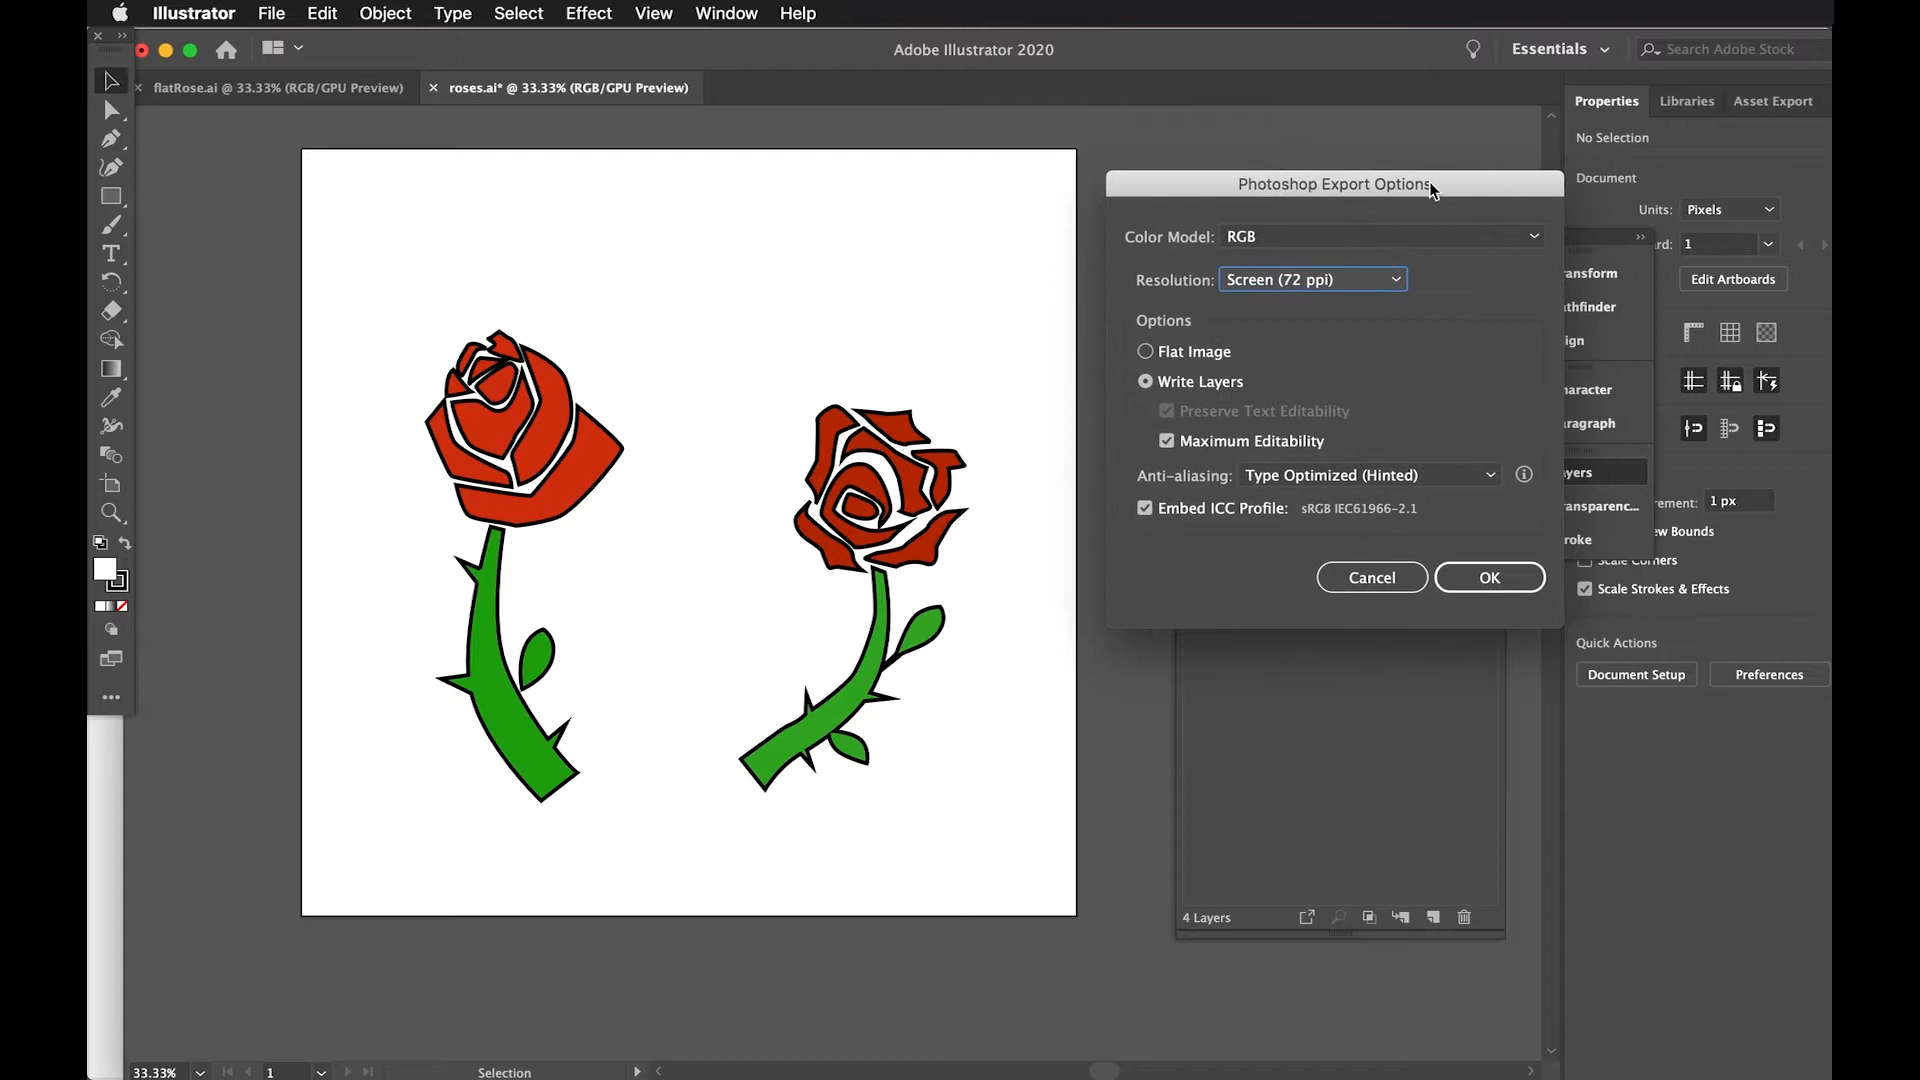 Illustrator File Edit Object Type Select Effect View Window Help
Adobe Illustrator 2020
Essentials
Search Adobe Stock
flatRose.ai @ 33.33% (RGB/GPU Preview)
roses.ai* @ 33.33% (RGB/GPU Preview)
Properties Libraries Asset Export
No Selection
Document
Units: Pixels
rd: 1
Edit Artboards
Photoshop Export Options
Color Model: RGB
Resolution: Screen (72 ppi)
Options
Flat Image
Write Layers
Preserve Text Editability
Maximum Editability
Anti-aliasing: Type Optimized (Hinted)
Embed ICC Profile: sRGB IEC61966-2.1
Cancel OK
ransform
thfinder
ign
aracter
aragraph
yers
ransparenc...
roke
rement: 1 px
ew Bounds
Scale Corners
Scale Strokes & Effects
Quick Actions
Document Setup Preferences
4 Layers
33.33% 1 Selection